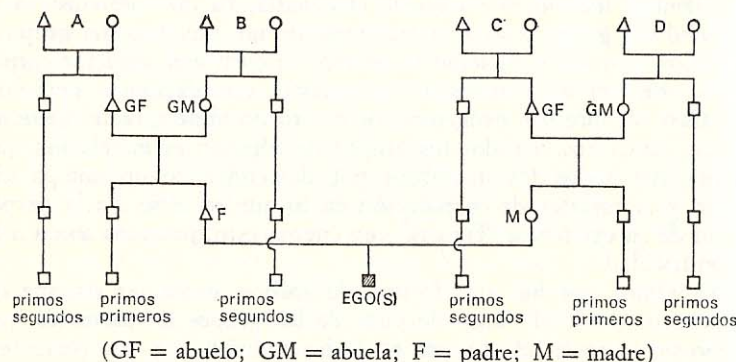 A B C D
GF GM GF GM
F M
EGO(S)
primos segundos
primos primeros
primos segundos
primos segundos
primos primeros
primos segundos
(GF = abuelo; GM = abuela; F = padre; M = madre)